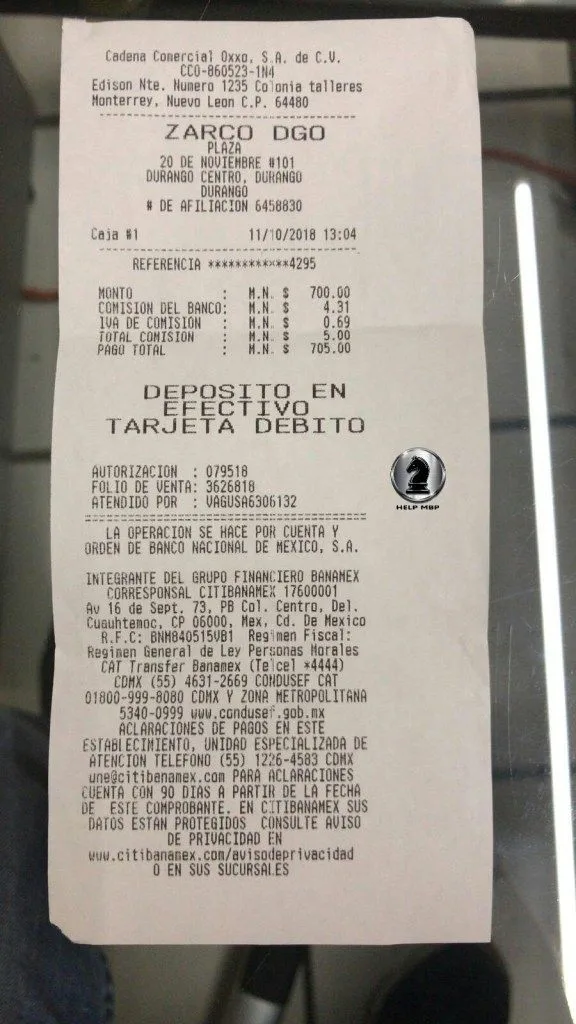 Cadena Comercial Oxxo, S.A. de C.V.
CCO-860523-1N4
Edison Nte. Numero 1235 Colonia talleres
Monterrey, Nuevo Leon C.P. 64480
ZARCO DGO
PLAZA
20 DE NOVIEMBRE #101
DURANGO CENTRO, DURANGO
DURANGO
# DE AFILIACION 6458830
Caja #1 11/10/2018 13:04
REFERENCIA ************4295
MONTO : M.N. $ 700.00
COMISION DEL BANCO: M.N. $ 4.31
IVA DE COMISION : M.N. $ 0.69
TOTAL COMISION : M.N. $ 5.00
PAGO TOTAL : M.N. $ 705.00
DEPOSITO EN
EFECTIVO
TARJETA DEBITO
AUTORIZACION : 079518
FOLIO DE VENTA: 3626818
ATENDIDO POR : VAGUSA6306132
HELP MBP
LA OPERACION SE HACE POR CUENTA Y
ORDEN DE BANCO NACIONAL DE MEXICO, S.A.
INTEGRANTE DEL GRUPO FINANCIERO BANAMEX
CORRESPONSAL CITIBANAMEX 17600001
Av 16 de Sept. 73, PB Col. Centro, Del.
Cuauhtemoc, CP 06000, Mex, Cd. De Mexico
R.F.C: BNM840515VB1 Regimen Fiscal:
Regimen General de Ley Personas Morales
CAT Transfer Banamex (Telcel *4444)
CDMX (55) 4631-2669 CONDUSEF CAT
01800-999-8080 CDMX Y ZONA METROPOLITANA
5340-0999 www.condusef.gob.mx
ACLARACIONES DE PAGOS EN ESTE
ESTABLECIMIENTO, UNIDAD ESPECIALIZADA DE
ATENCION TELEFONO (55) 1226-4583 CDMX
une@citibanamex.com PARA ACLARACIONES
CUENTA CON 90 DIAS A PARTIR DE LA FECHA
DE ESTE COMPROBANTE. EN CITIBANAMEX SUS
DATOS ESTAN PROTEGIDOS CONSULTE AVISO
DE PRIVACIDAD EN
www.citibanamex.com/avisodeprivacidad
O EN SUS SUCURSALES